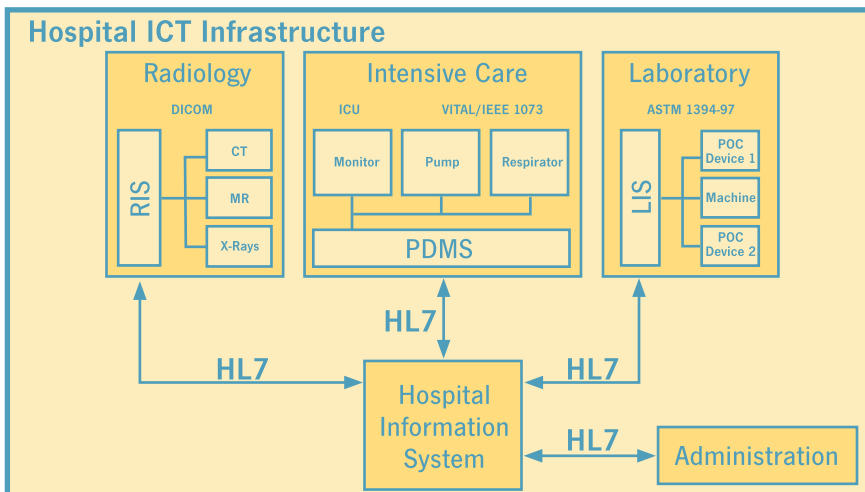 Hospital ICT Infrastructure
Radiology
DICOM
RIS
CT
MR
X-Rays
Intensive Care
ICU VITAL/IEEE 1073
Monitor
Pump
Respirator
PDMS
Laboratory
ASTM 1394-97
LIS
POC
Device 1
Machine
POC
Device 2
HL7
HL7
HL7
Hospital
Information
System
HL7
Administration